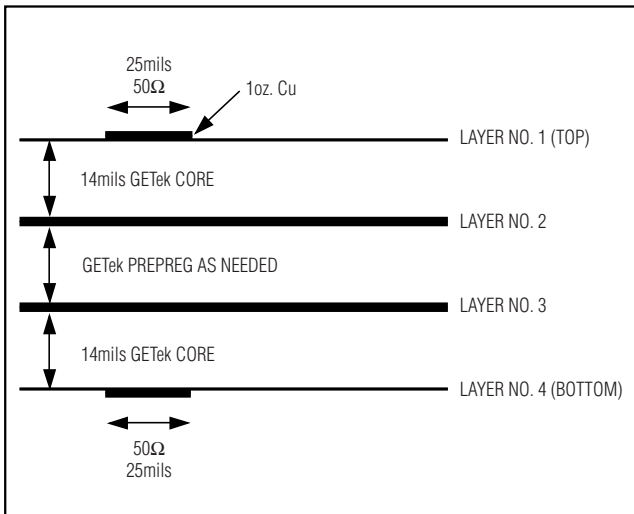 25mils
50Ω
1oz. Cu
LAYER NO. 1 (TOP)
14mils GETek CORE
LAYER NO. 2
GETek PREPREG AS NEEDED
LAYER NO. 3
14mils GETek CORE
LAYER NO. 4 (BOTTOM)
50Ω
25mils